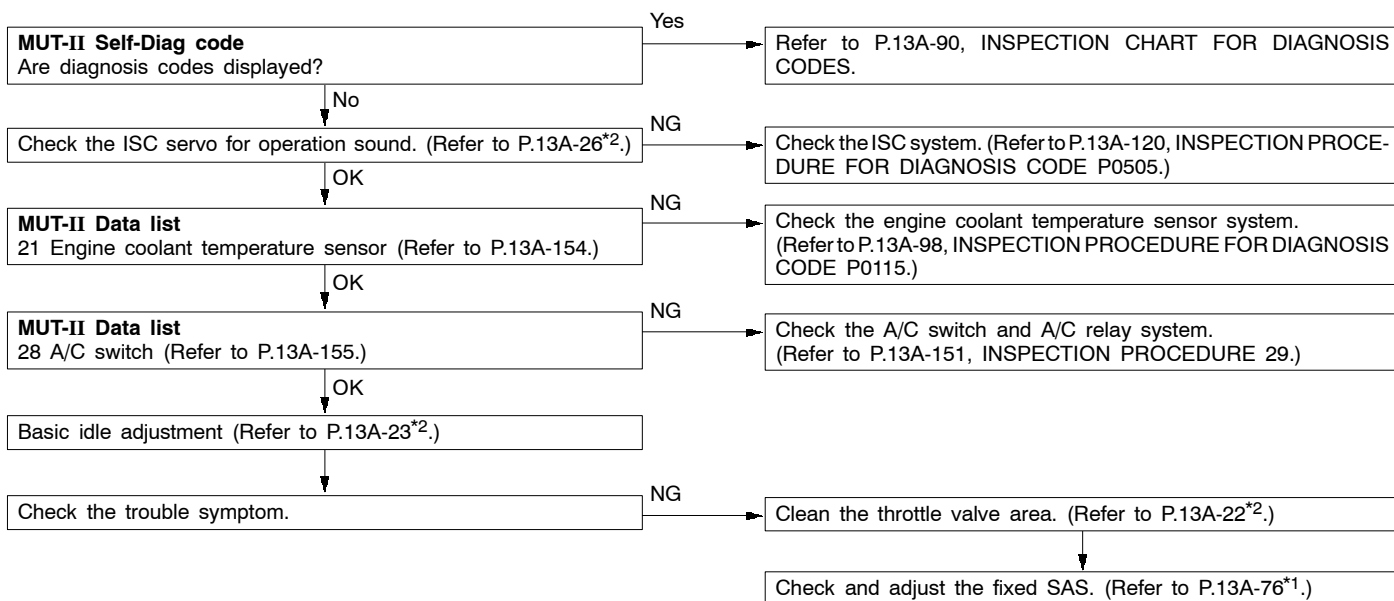 MUT-II Self-Diag code
Are diagnosis codes displayed?
Yes
Refer to P.13A-90, INSPECTION CHART FOR DIAGNOSIS
CODES.
No
Check the ISC servo for operation sound. (Refer to P.13A-26*2.)
NG
Check the ISC system. (Refer to P.13A-120, INSPECTION PROCE-
DURE FOR DIAGNOSIS CODE P0505.)
OK
MUT-II Data list
21 Engine coolant temperature sensor (Refer to P.13A-154.)
NG
Check the engine coolant temperature sensor system.
(Refer to P.13A-98, INSPECTION PROCEDURE FOR DIAGNOSIS
CODE P0115.)
OK
MUT-II Data list
28 A/C switch (Refer to P.13A-155.)
NG
Check the A/C switch and A/C relay system.
(Refer to P.13A-151, INSPECTION PROCEDURE 29.)
OK
Basic idle adjustment (Refer to P.13A-23*2.)
Check the trouble symptom.
NG
Clean the throttle valve area. (Refer to P.13A-22*2.)
Check and adjust the fixed SAS. (Refer to P.13A-76*1.)